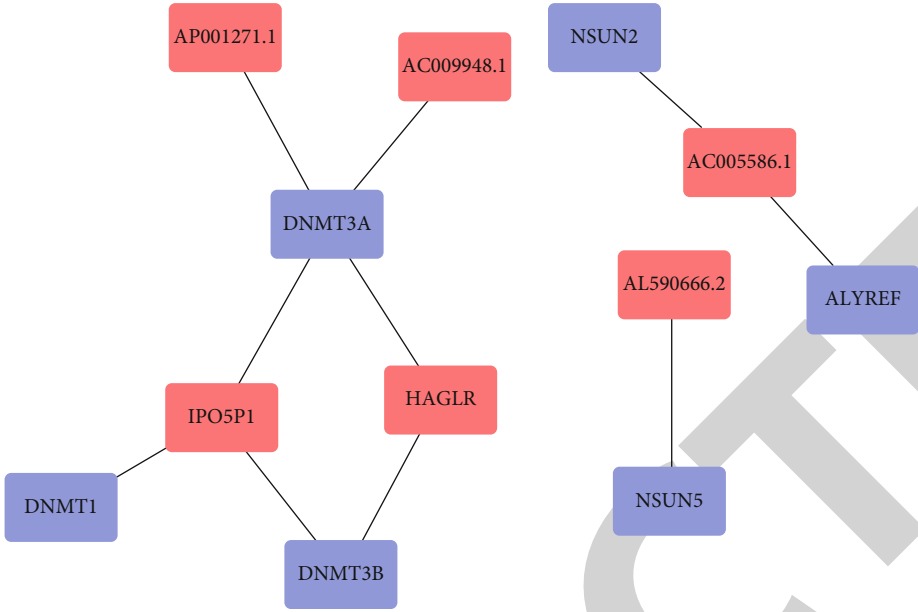 AP001271.1
AC009948.1
NSUN2
AC005586.1
DNMT3A
AL590666.2
ALYREF
IPO5P1
HAGLR
DNMT1
NSUN5
DNMT3B